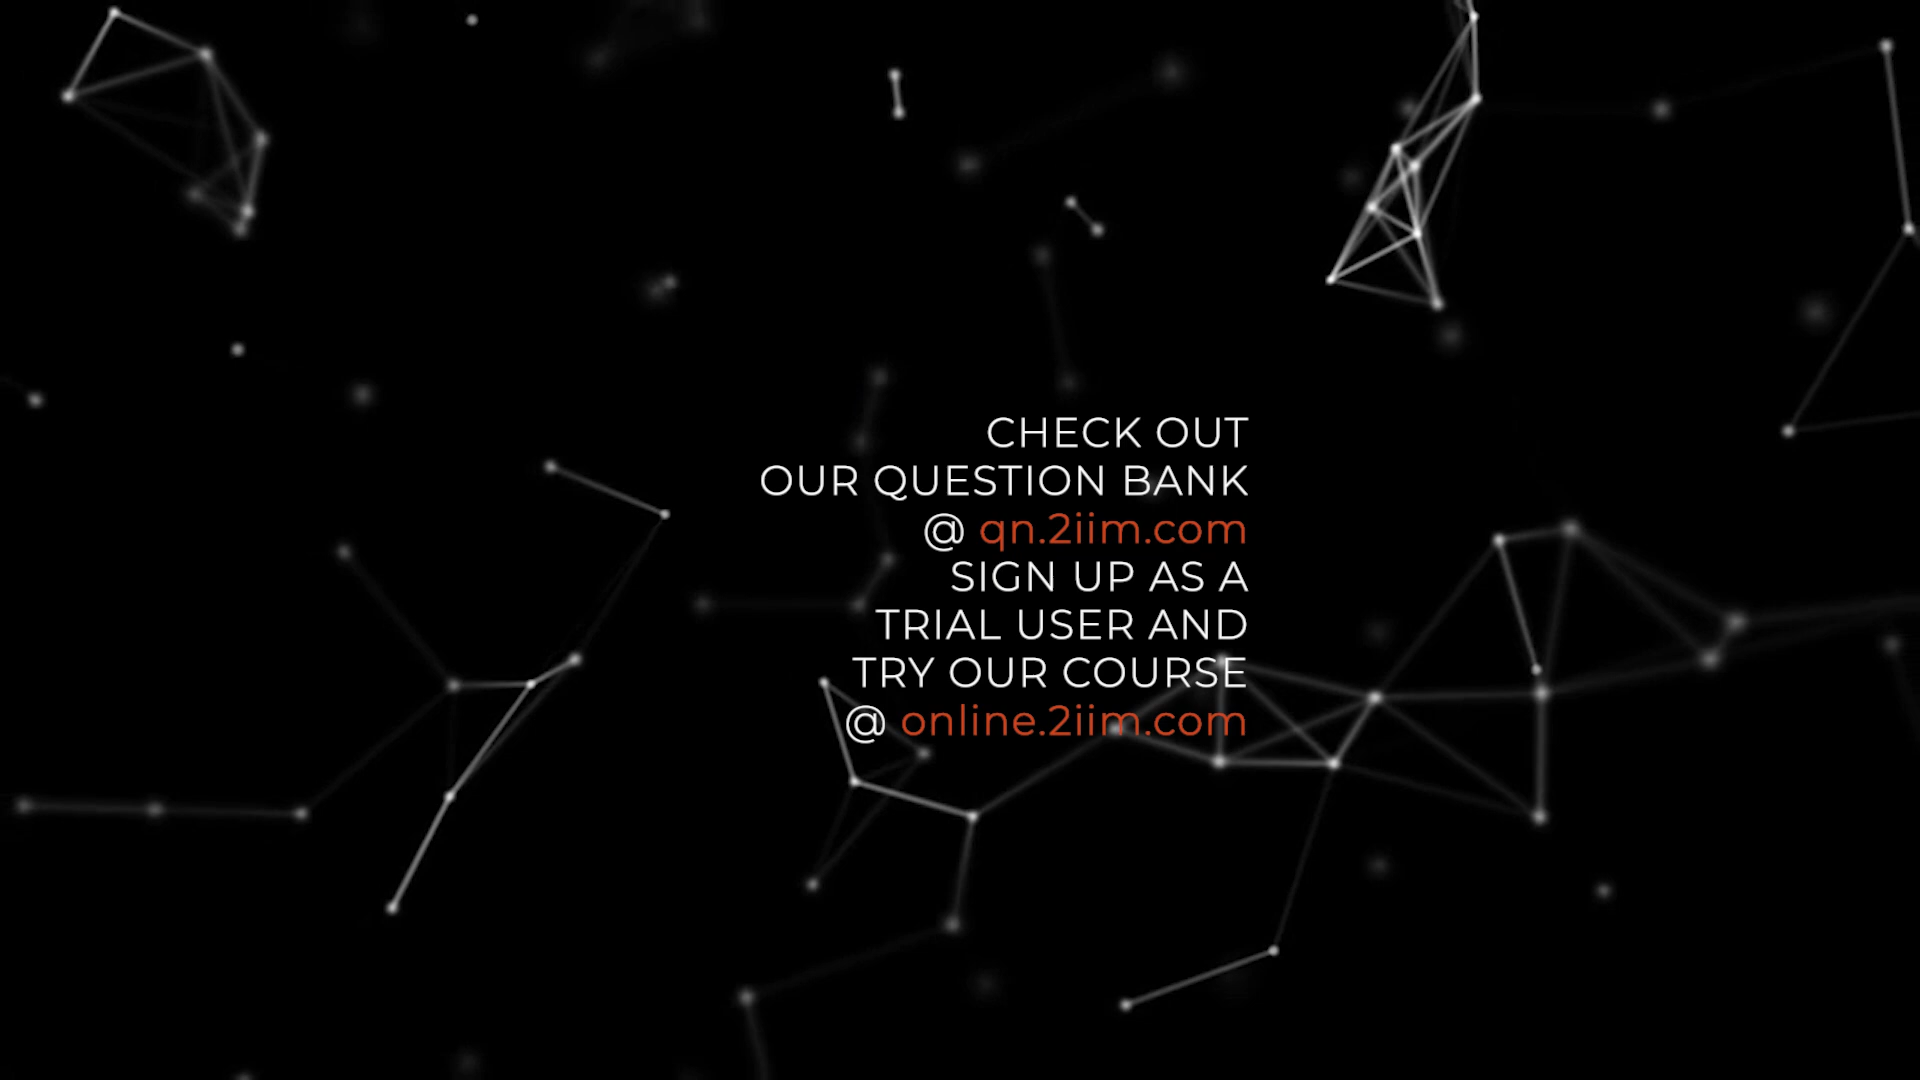 CHECK OUT
OUR QUESTION BANK
@ qn.2iim.com
SIGN UP AS A
TRIAL USER AND
TRY OUR COURSE
@ online.2iim.com